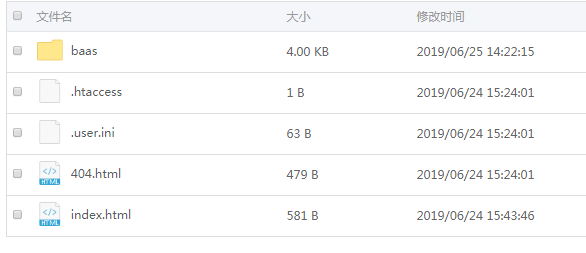 文件名 大小 修改时间
baas 4.00 KB 2019/06/25 14:22:15
.htaccess 1 B 2019/06/24 15:24:01
.user.ini 63 B 2019/06/24 15:24:01
404.html 479 B 2019/06/24 15:24:01
index.html 581 B 2019/06/24 15:43:46